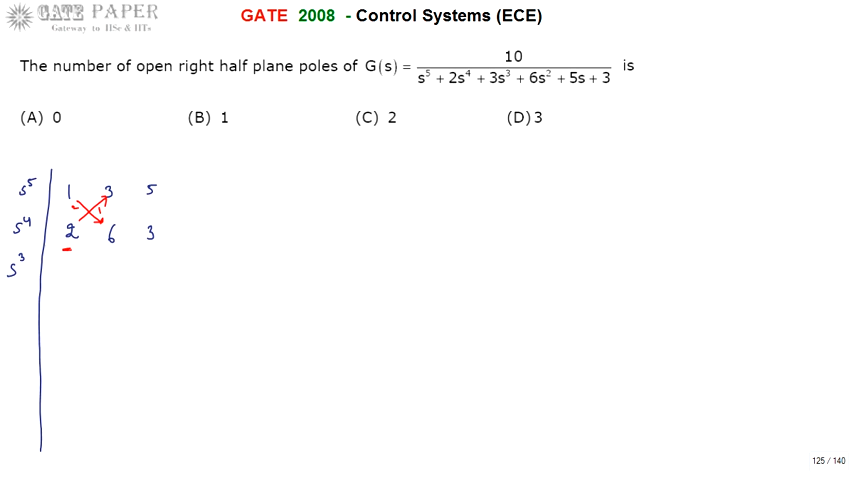 GATE PAPER
Gateway to IISc & IITs
GATE 2008 - Control Systems (ECE)
The number of open right half plane poles of G(s) = 10 / (s⁵ + 2s⁴ + 3s³ + 6s² + 5s + 3) is
(A) 0 (B) 1 (C) 2 (D) 3
s⁵ 1 3 5
s⁴ 2 6 3
s³
125 / 140